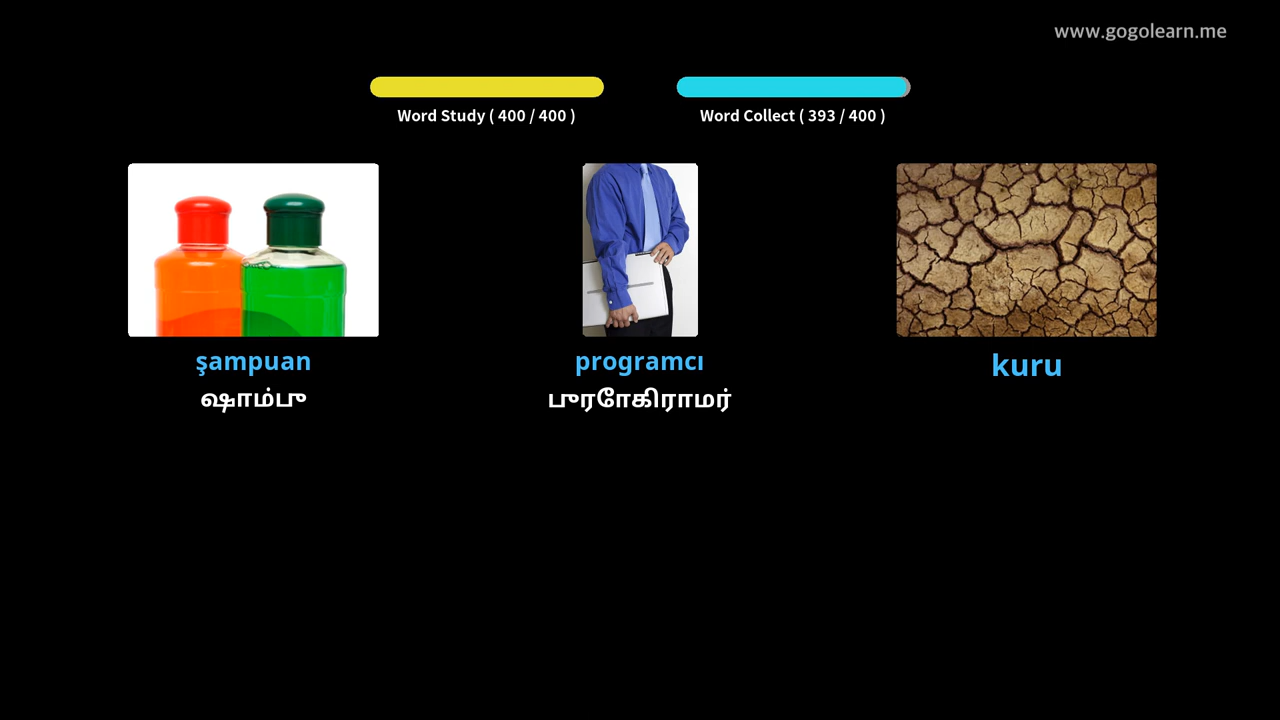 www.gogolearn.me
Word Study ( 400 / 400 )
Word Collect ( 393 / 400 )
şampuan
ஷாம்பு
programcı
புரோகிராமர்
kuru